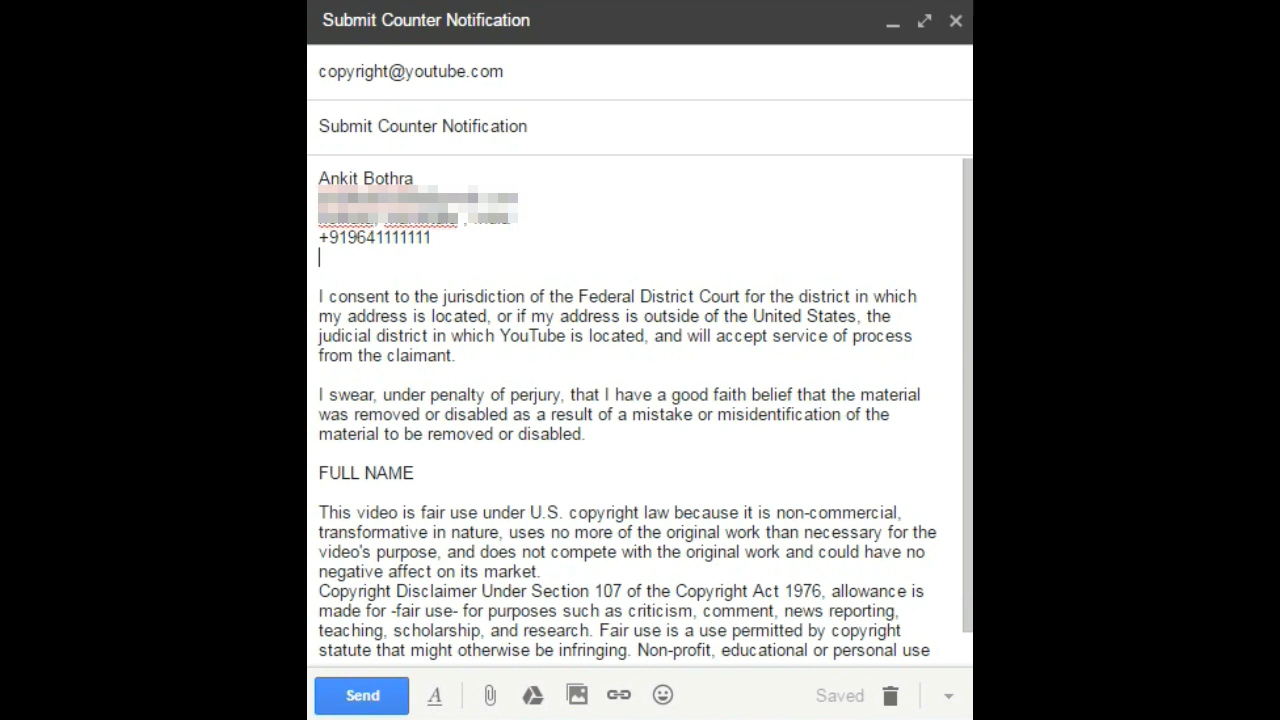 Submit Counter Notification
copyright@youtube.com
Submit Counter Notification
Ankit Bothra
+919641111111
I consent to the jurisdiction of the Federal District Court for the district in which
my address is located, or if my address is outside of the United States, the
judicial district in which YouTube is located, and will accept service of process
from the claimant.
I swear, under penalty of perjury, that I have a good faith belief that the material
was removed or disabled as a result of a mistake or misidentification of the
material to be removed or disabled.
FULL NAME
This video is fair use under U.S. copyright law because it is non-commercial,
transformative in nature, uses no more of the original work than necessary for the
video's purpose, and does not compete with the original work and could have no
negative affect on its market.
Copyright Disclaimer Under Section 107 of the Copyright Act 1976, allowance is
made for -fair use- for purposes such as criticism, comment, news reporting,
teaching, scholarship, and research. Fair use is a use permitted by copyright
statute that might otherwise be infringing. Non-profit, educational or personal use
Send
A
Saved